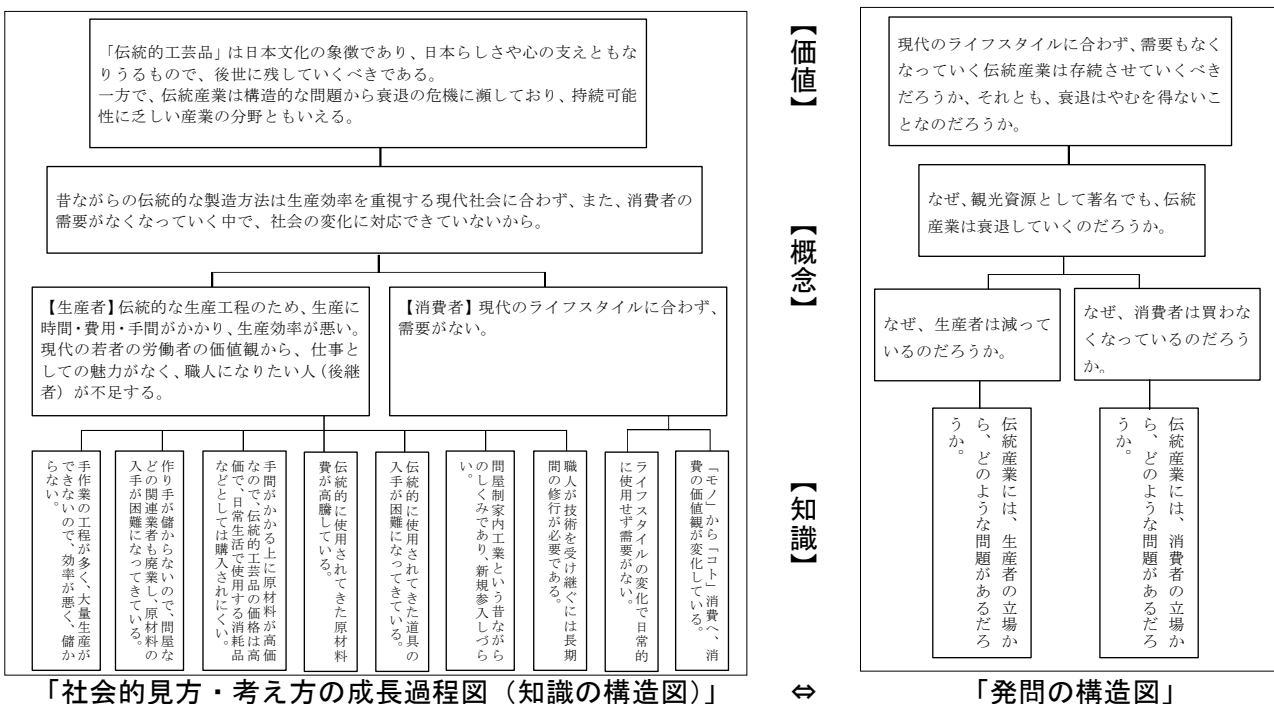 「伝統的工芸品」は日本文化の象徴であり、日本らしさや心の支えともな
りうるもので、後世に残していくべきである。
一方で、伝統産業は構造的な問題から衰退の危機に瀕しており、持続可能
性に乏しい産業の分野ともいえる。
昔ながらの伝統的な製造方法は生産効率を重視する現代社会に合わず、また、消費者の
需要がなくなっていく中で、社会の変化に対応できていないから。
【生産者】伝統的な生産工程のため、生産に
時間・費用・手間がかかり、生産効率が悪い。
現代の若者の労働者の価値観から、仕事と
しての魅力がなく、職人になりたい人(後継
者)が不足する。
【消費者】現代のライフスタイルに合わず、
需要がない。
手作業の工程が多く、大量生産が
できないので、効率が悪く、儲か
らない。
作り手が儲からないので、問屋な
どの関連業者も廃業し、原材料の
入手が困難になってきている。
手間がかかる上に原材料が高価
なので、伝統的工芸品の価格は高
価で、日常生活で使用する消耗品
などとしては購入されにくい。
伝統的に使用されてきた原材料
費が高騰している。
伝統的に使用されてきた道具の
入手が困難になってきている。
問屋制家内工業という昔ながら
のしくみであり、新規参入しづら
い。
職人が技術を受け継ぐには長期
間の修行が必要である。
ライフスタイルの変化で日常的
に使用せず需要がない。
「モノ」から「コト」消費へ、消
費の価値観が変化している。
【価値】
【概念】
【知識】
現代のライフスタイルに合わず、需要もなく
なっていく伝統産業は存続させていくべき
だろうか、それとも、衰退はやむを得ないこ
となのだろうか。
なぜ、観光資源として著名でも、伝統
産業は衰退していくのだろうか。
なぜ、生産者は減って
いるのだろうか。
なぜ、消費者は買わな
くなっているのだろう
か。
伝統産業には、生産者の立場か
ら、どのような問題があるだろ
うか。
伝統産業には、消費者の立場か
ら、どのような問題があるだろ
うか。
「社会的見方・考え方の成長過程図(知識の構造図)」 ⇔ 「発問の構造図」